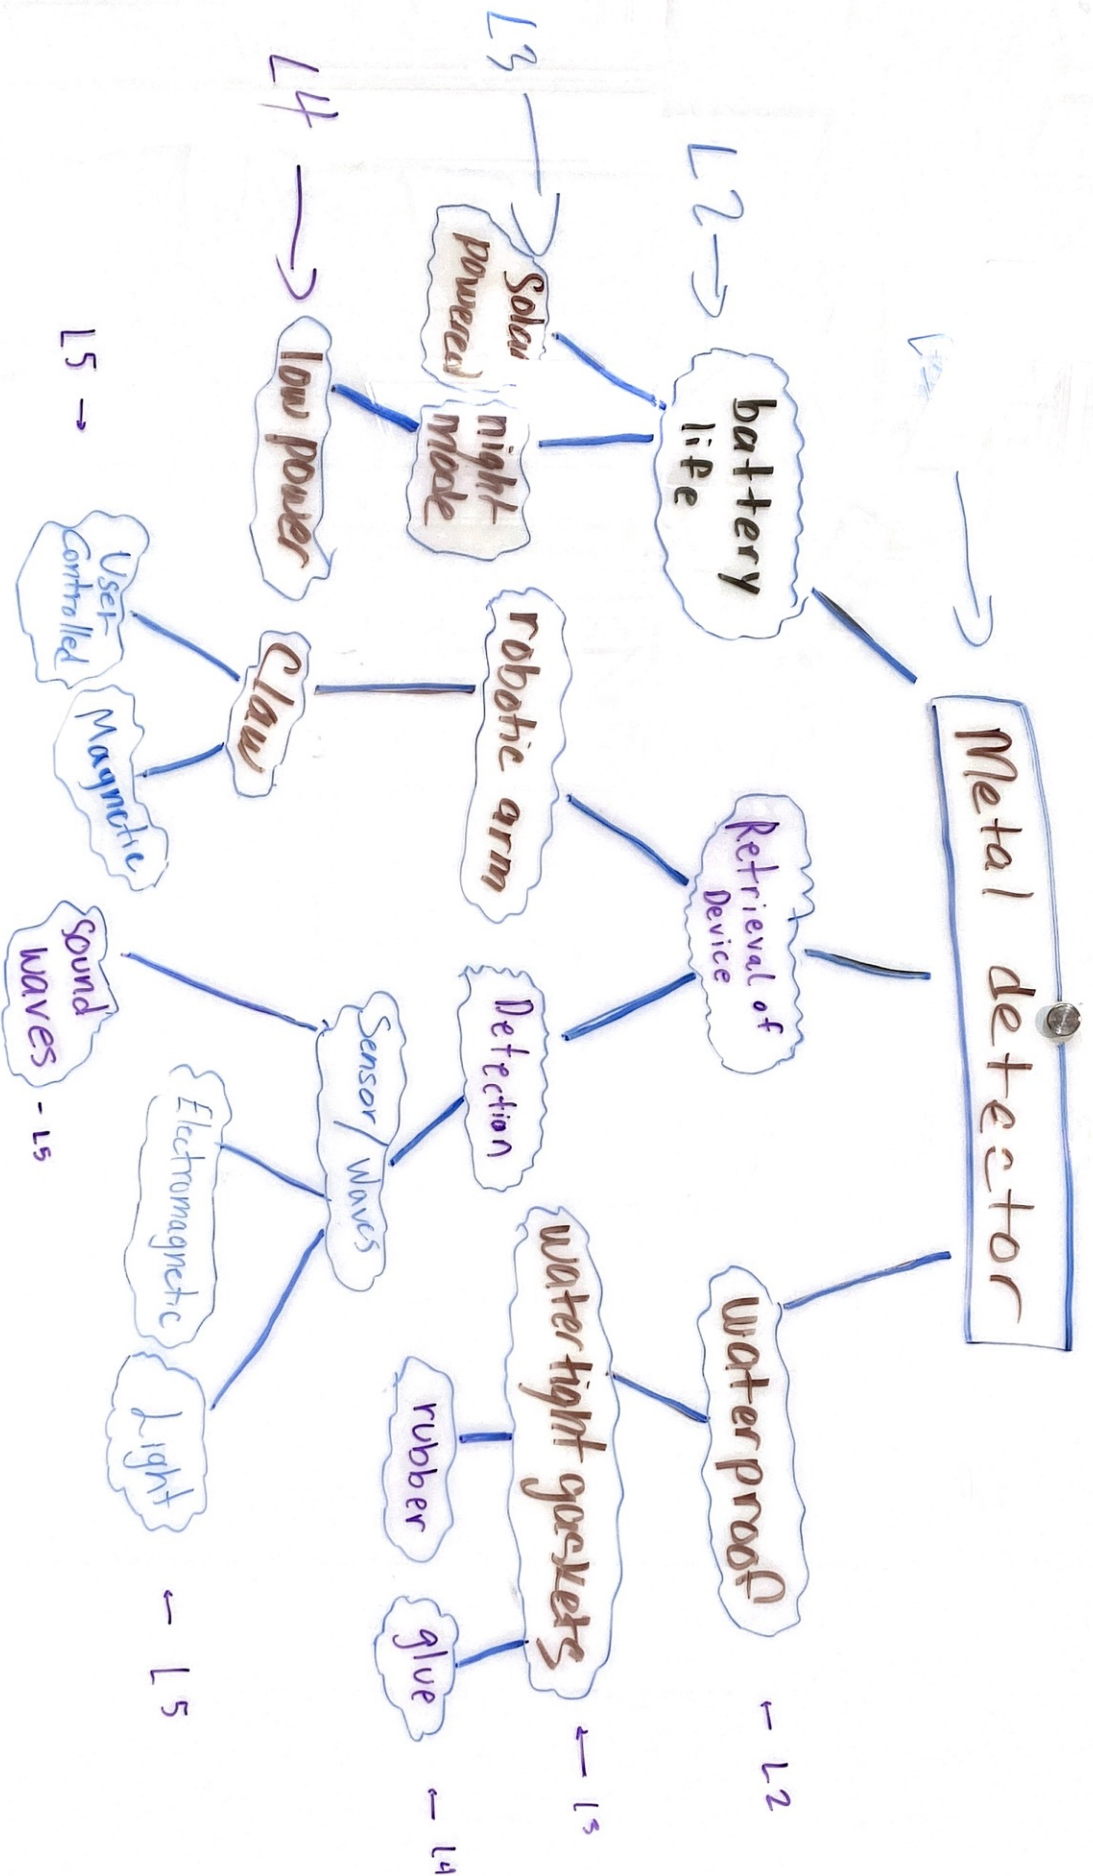 Metal detector
L2
battery
life
Retrieval of
Device
waterproof
L2
L3
Solar
powered
night
Mode
robotic arm
Detection
watertight gaskets
L3
L4
low power
Claw
Sensor/Waves
rubber
glue
L4
L5
User
Controlled
Magnetic
Sound
waves
- L5
Electromagnetic
Light
L5